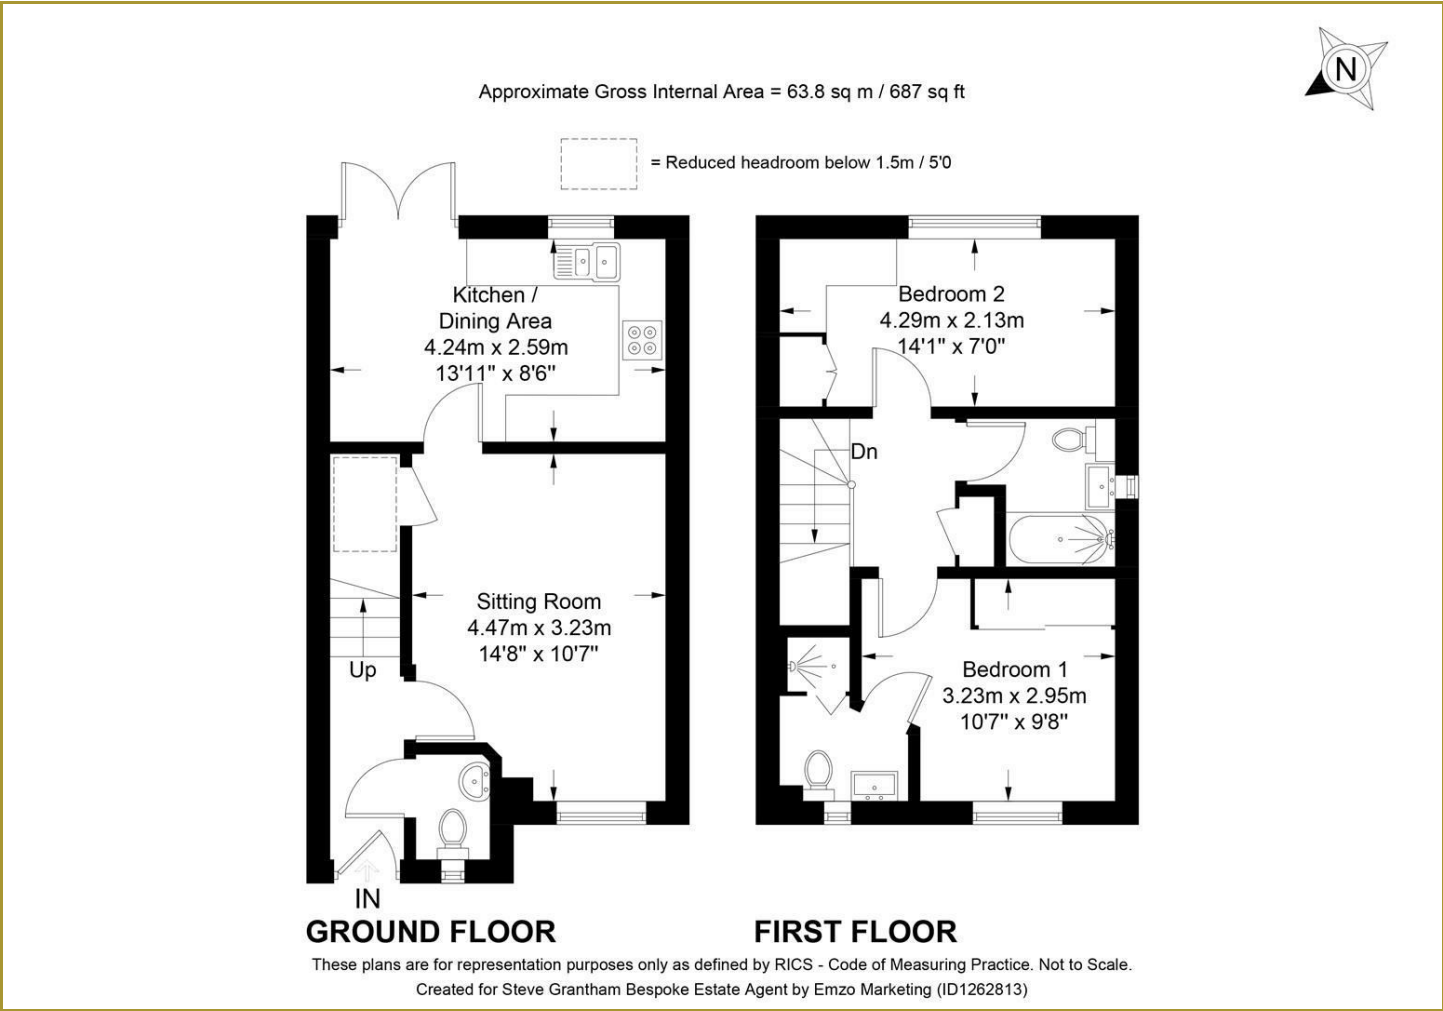 N
Approximate Gross Internal Area = 63.8 sq m / 687 sq ft
= Reduced headroom below 1.5m / 5'0
Kitchen /
Dining Area
4.24m x 2.59m
13'11" x 8'6"
Sitting Room
4.47m x 3.23m
14'8" x 10'7"
Up
IN
GROUND FLOOR
Bedroom 2
4.29m x 2.13m
14'1" x 7'0"
Dn
Bedroom 1
3.23m x 2.95m
10'7" x 9'8"
FIRST FLOOR
These plans are for representation purposes only as defined by RICS - Code of Measuring Practice. Not to Scale.
Created for Steve Grantham Bespoke Estate Agent by Emzo Marketing (ID1262813)